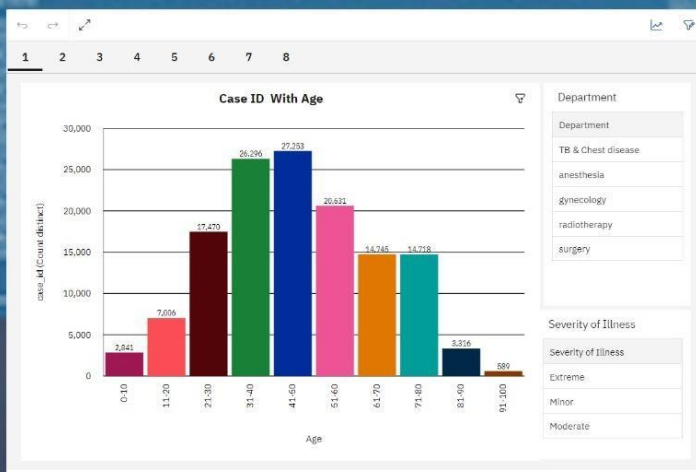 1 2 3 4 5 6 7 8
Case ID With Age
case_id (Count distinct)
30,000
25,000
20,000
15,000
10,000
5,000
0
2,841
7,006
17,470
26,296
27,253
20,631
14,745
14,718
3,316
589
0-10
11-20
21-30
31-40
41-50
51-60
61-70
71-80
81-90
91-100
Age
Department
Department
TB & Chest disease
anesthesia
gynecology
radiotherapy
surgery
Severity of Illness
Severity of Illness
Extreme
Minor
Moderate